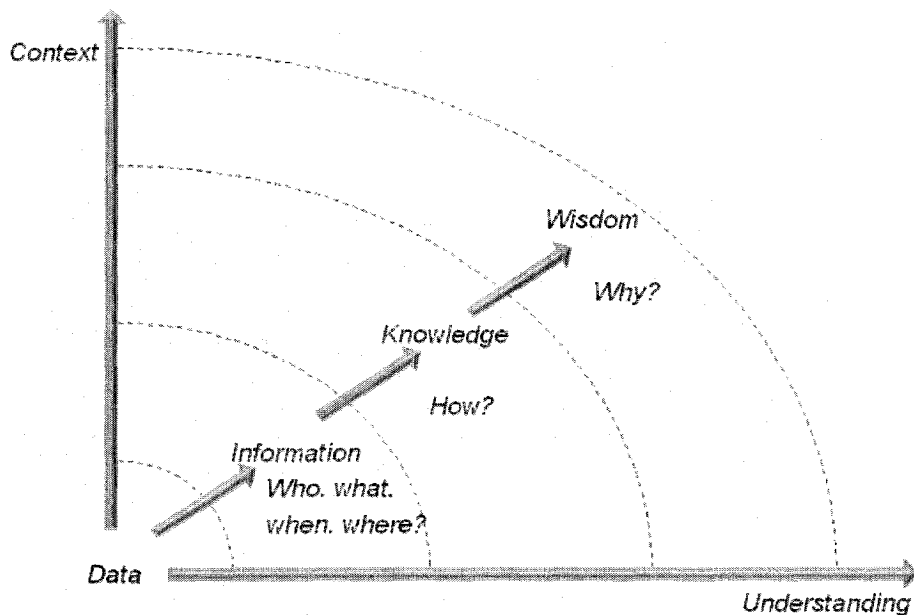 Context
Wisdom
Why?
Knowledge
How?
Information
Who. what.
when. where?
Data
Understanding